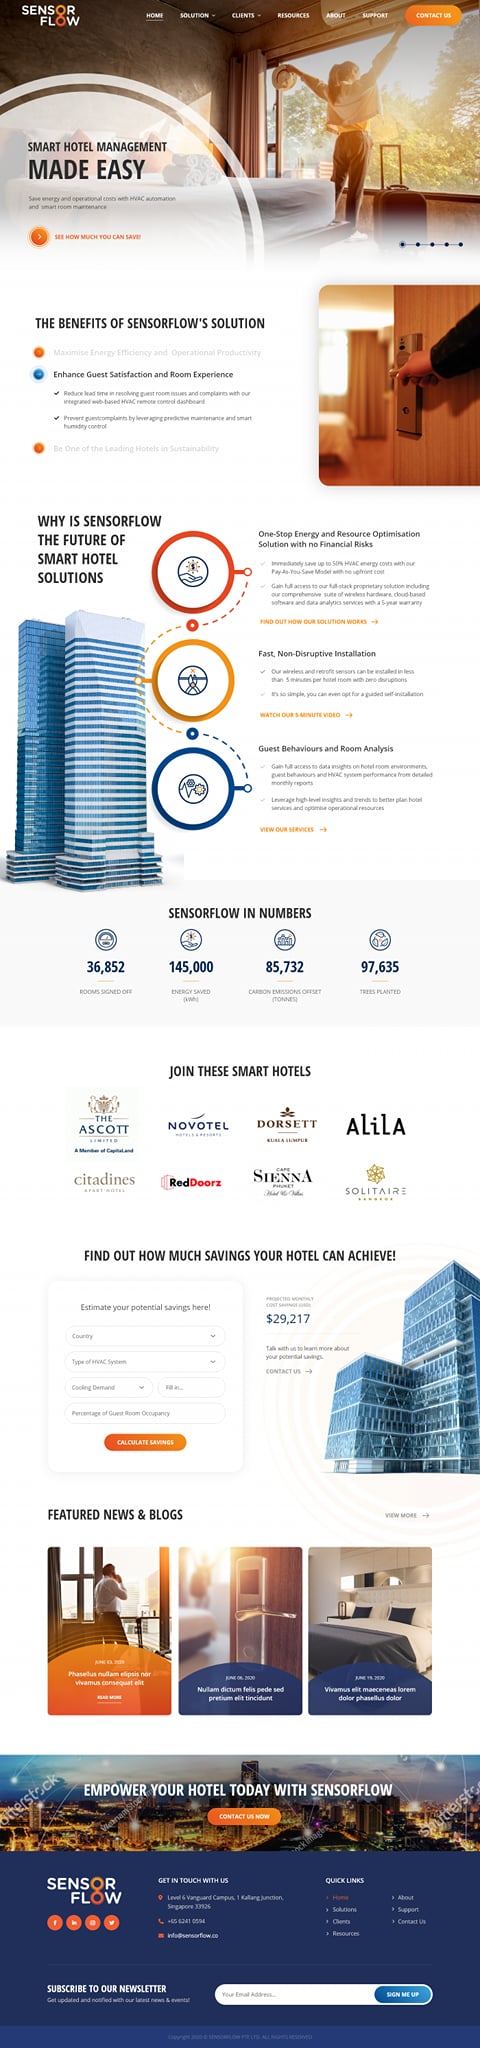 SENSOR
FLOW
HOME
SOLUTION
CLIENTS
RESOURCES
ABOUT
SUPPORT
CONTACT US
SMART HOTEL MANAGEMENT
MADE EASY
Save energy and operational costs with HVAC automation
and smart room maintenance
SEE HOW MUCH YOU CAN SAVE!
THE BENEFITS OF SENSORFLOW'S SOLUTION
Maximise Energy Efficiency and Operational Productivity
Enhance Guest Satisfaction and Room Experience
Reduce lead time in resolving guest room issues and complaints with our
integrated web-based HVAC remote control dashboard
Prevent guestcomplaints by leveraging predictive maintenance and smart
humidity control
Be One of the Leading Hotels in Sustainability
WHY IS SENSORFLOW
THE FUTURE OF
SMART HOTEL
SOLUTIONS
One-Stop Energy and Resource Optimisation
Solution with no Financial Risks
Immediately save up to 50% HVAC energy costs with our
Pay-As-You-Save Model with no upfront cost
Gain full access to our full-stack proprietary solution including
our comprehensive suite of wireless hardware, cloud-based
software and data analytics services with a 5-year warranty
FIND OUT HOW OUR SOLUTION WORKS
Fast, Non-Disruptive Installation
Our wireless and retrofit sensors can be installed in less
than 5 minutes per hotel room with zero disruptions
It's so simple, you can even opt for a guided self-installation
WATCH OUR 5-MINUTE VIDEO
Guest Behaviours and Room Analysis
Gain full access to data insights on hotel room environments,
guest behaviours and HVAC system performance from detailed
monthly reports
Leverage high-level insights and trends to better plan hotel
services and optimise operational resources
VIEW OUR SERVICES
SENSORFLOW IN NUMBERS
36,852
145,000
85,732
97,635
ROOMS SIGNED OFF
ENERGY SAVED
(kWh)
CARBON EMISSIONS OFFSET
(TONNES)
TREES PLANTED
JOIN THESE SMART HOTELS
THE
ASCOTT
LIMITED
A Member of CapitaLand
NOVOTEL
HOTELS & RESORTS
DORSETT
KUALA LUMPUR
ALiLA
citadines
APART'HOTEL
RedDoorz
CAPE
SIENNA
PHUKET
Hotel & Villas
SOLITAIRE
BANGKOK
FIND OUT HOW MUCH SAVINGS YOUR HOTEL CAN ACHIEVE!
Estimate your potential savings here!
Country
Type of HVAC System
Cooling Demand
Fill in...
Percentage of Guest Room Occupancy
CALCULATE SAVINGS
PROJECTED MONTHLY
COST SAVINGS (USD)
$29,217
Talk with us to learn more about
your potential savings.
CONTACT US
FEATURED NEWS & BLOGS
VIEW MORE
JUNE 03, 2020
Phasellus nullam elipsis nor
vivamus consequat elit
READ MORE
JUNE 06, 2020
Nullam dictum felis pede sed
pretium elit tincidunt
JUNE 19, 2020
Vivamus elit maeceneas lorem
dolor phasellus dolor
EMPOWER YOUR HOTEL TODAY WITH SENSORFLOW
CONTACT US NOW
SENSOR
FLOW
GET IN TOUCH WITH US
Level 6 Vanguard Campus, 1 Kallang Junction,
Singapore 33926
+65 6241 0594
info@sensorflow.co
QUICK LINKS
Home
Solutions
Clients
Resources
About
Support
Contact Us
SUBSCRIBE TO OUR NEWSLETTER
Get updated and notified with our latest news & events!
Your Email Address...
SIGN ME UP
Copyright 2020 © SENSORFLOW PTE LTD. ALL RIGHTS RESERVED.